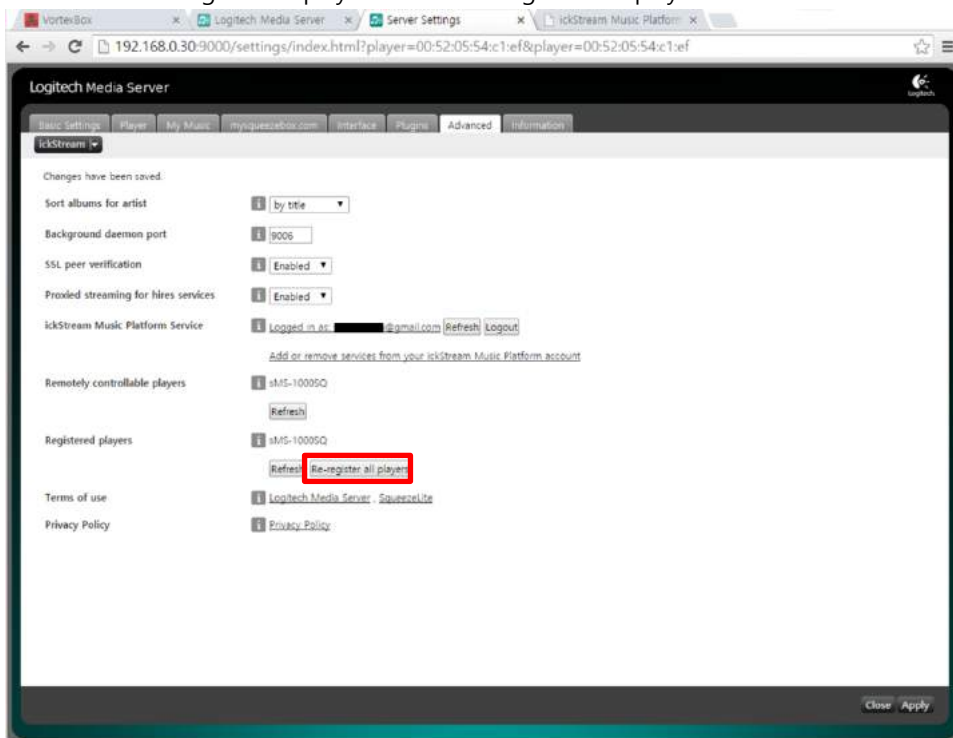 VortexBox
Logitech Media Server
Server Settings
ickStream Music Platform
192.168.0.30:9000/settings/index.html?player=00:52:05:54:c1:ef&player=00:52:05:54:c1:ef
Logitech Media Server
Logitech
Basic Settings Player My Music mysqueezebox.com Interface Plugins Advanced Information
ickStream
Changes have been saved.
Sort albums for artist i by title
Background daemon port i 9006
SSL peer verification i Enabled
Proxied streaming for hires services i Enabled
ickStream Music Platform Service i Logged in as: @gmail.com Refresh Logout
Add or remove services from your ickStream Music Platform account
Remotely controllable players i sMS-1000SQ
Refresh
Registered players i sMS-1000SQ
Refresh Re-register all players
Terms of use i Logitech Media Server , SqueezeLite
Privacy Policy i Privacy Policy
Close Apply